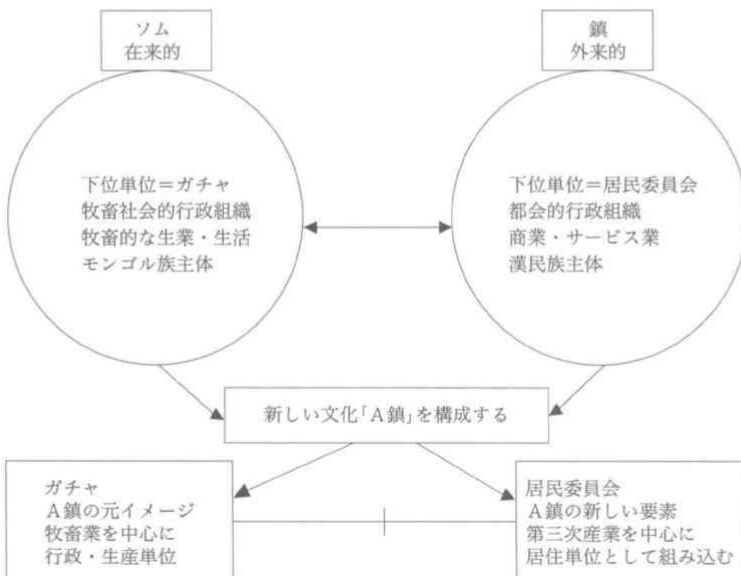 ソム
在来的
鎮
外来的
下位単位＝ガチャ
牧畜社会的行政組織
牧畜的な生業・生活
モンゴル族主体
下位単位＝居民委員会
都会的行政組織
商業・サービス業
漢民族主体
新しい文化「A鎮」を構成する
ガチャ
A鎮の元イメージ
牧畜業を中心に
行政・生産単位
居民委員会
A鎮の新しい要素
第三次産業を中心に
居住単位として組み込む